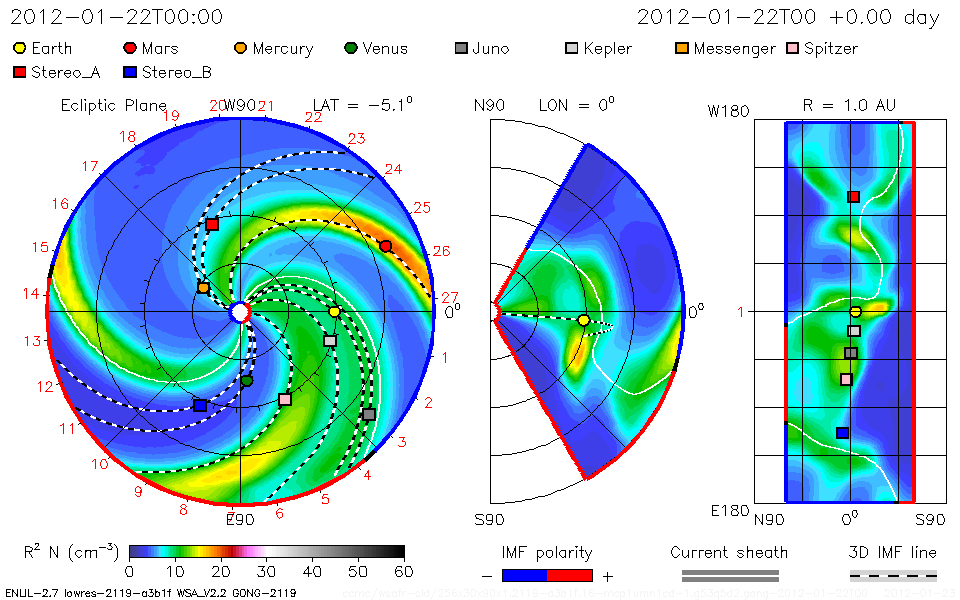 2012-01-22T00:00
2012-01-22T00 +0.00 day
Earth Mars Mercury Venus Juno Kepler Messenger Spitzer
Stereo_A Stereo_B
Ecliptic Plane W90 LAT = -5.1°
N90 LON = 0°
W180 R = 1.0 AU
19 20 21 22
18 23
17 24
16 25
15 26
14 27 0°
13 1
12 2
11 3
10 4
9 8 7 6 5
E90
0°
S90
1
E180
N90 0° S90
R² N (cm⁻³)
0 10 20 30 40 50 60
IMF polarity
- +
Current sheath
3D IMF line
ENLIL-2.7 lowres-2119-a3b1f WSA_V2.2 GONG-2119